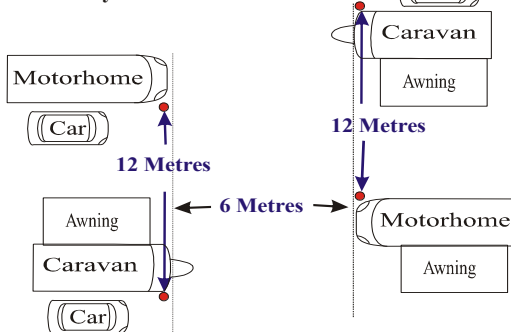 Caravan
Motorhome
Awning
Car
12 Metres
12 Metres
6 Metres
Awning
Motorhome
Caravan
Awning
Car